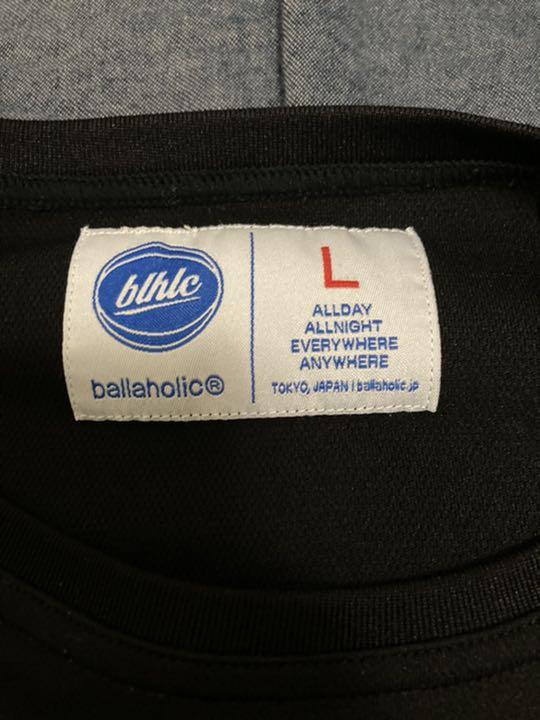 blhlc
ballaholic®
L
ALLDAY
ALLNIGHT
EVERYWHERE
ANYWHERE
TOKYO, JAPAN | ballaholic.jp